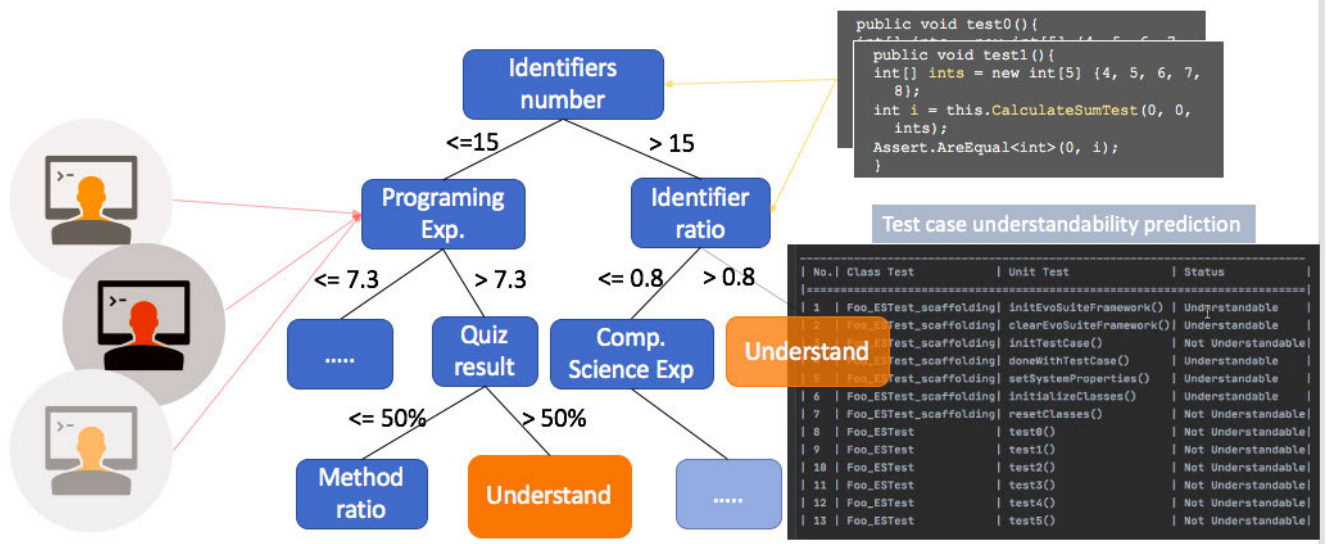 public void test0(){
public void test1(){
int[] ints = new int[5] {4, 5, 6, 7,
8};
int i = this.CalculateSumTest(0, 0,
ints);
Assert.AreEqual<int>(0, i);
}
Identifiers
number
<=15
> 15
Programing
Exp.
Identifier
ratio
<= 7.3
> 7.3
<= 0.8
> 0.8
.....
Quiz
result
Comp.
Science Exp
Understand
<= 50%
> 50%
Method
ratio
Understand
.....
Test case understandability prediction
| No.| Class Test | Unit Test | Status |
| 1 | Foo_ESTest_scaffolding| initEvoSuiteFramework() | Understandable |
| 2 | Foo_ESTest_scaffolding| clearEvoSuiteFramework()| Understandable |
Foo_ESTest_scaffolding| initTestCase() | Not Understandable|
Foo_ESTest_scaffolding| doneWithTestCase() | Understandable |
| 5 | Foo_ESTest_scaffolding| setSystemProperties() | Understandable |
| 6 | Foo_ESTest_scaffolding| initializeClasses() | Understandable |
| 7 | Foo_ESTest_scaffolding| resetClasses() | Not Understandable|
| 8 | Foo_ESTest | test0() | Not Understandable|
| 9 | Foo_ESTest | test1() | Not Understandable|
| 10 | Foo_ESTest | test2() | Not Understandable|
| 11 | Foo_ESTest | test3() | Not Understandable|
| 12 | Foo_ESTest | test4() | Not Understandable|
| 13 | Foo_ESTest | test5() | Not Understandable|